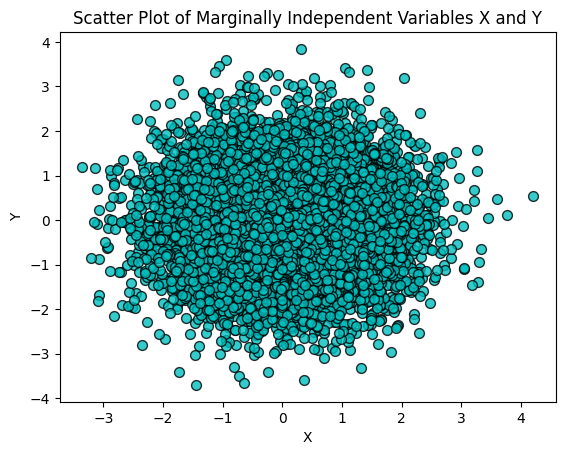 Scatter Plot of Marginally Independent Variables X and Y
4
3
2
1
0
−1
−2
−3
−4
Y
−3 −2 −1 0 1 2 3 4
X